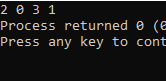 2 0 3 1
Process returned 0 (0
Press any key to cont